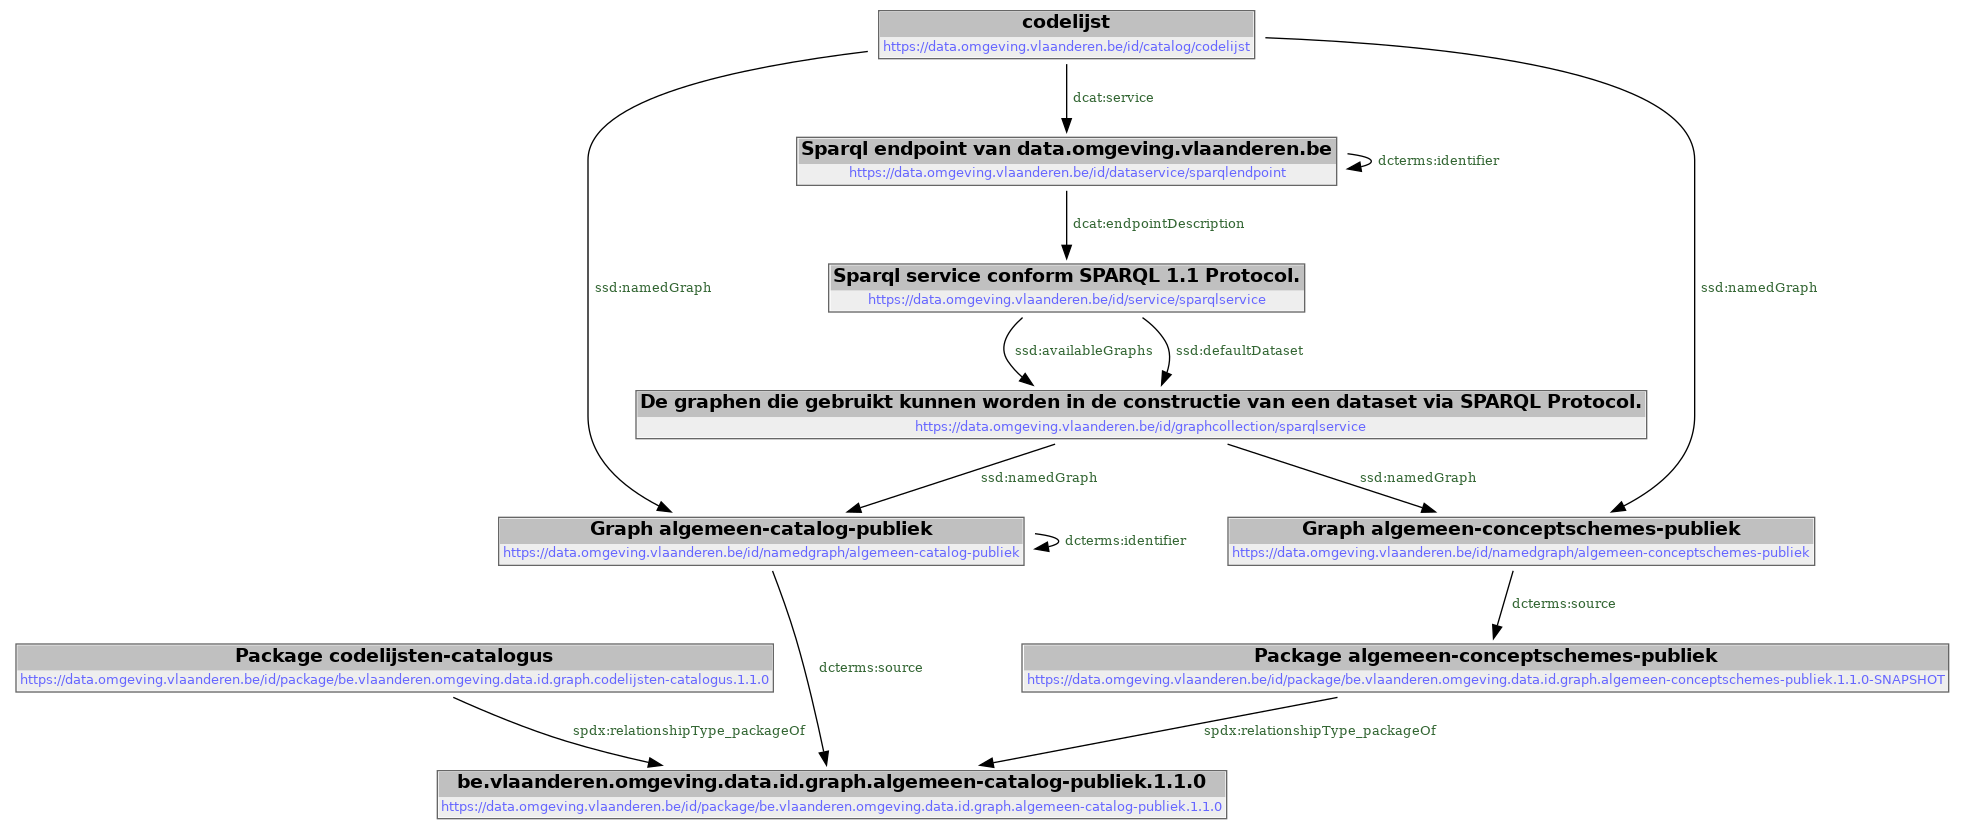 codelijst
https://data.omgeving.vlaanderen.be/id/catalog/codelijst
dcat:service
Sparql endpoint van data.omgeving.vlaanderen.be
https://data.omgeving.vlaanderen.be/id/dataservice/sparqlendpoint
dcterms:identifier
dcat:endpointDescription
Sparql service conform SPARQL 1.1 Protocol.
https://data.omgeving.vlaanderen.be/id/service/sparqlservice
ssd:namedGraph
ssd:namedGraph
ssd:availableGraphs
ssd:defaultDataset
De graphen die gebruikt kunnen worden in de constructie van een dataset via SPARQL Protocol.
https://data.omgeving.vlaanderen.be/id/graphcollection/sparqlservice
ssd:namedGraph
ssd:namedGraph
Graph algemeen-catalog-publiek
https://data.omgeving.vlaanderen.be/id/namedgraph/algemeen-catalog-publiek
dcterms:identifier
Graph algemeen-conceptschemes-publiek
https://data.omgeving.vlaanderen.be/id/namedgraph/algemeen-conceptschemes-publiek
dcterms:source
Package codelijsten-catalogus
https://data.omgeving.vlaanderen.be/id/package/be.vlaanderen.omgeving.data.id.graph.codelijsten-catalogus.1.1.0
dcterms:source
Package algemeen-conceptschemes-publiek
https://data.omgeving.vlaanderen.be/id/package/be.vlaanderen.omgeving.data.id.graph.algemeen-conceptschemes-publiek.1.1.0-SNAPSHOT
spdx:relationshipType_packageOf
spdx:relationshipType_packageOf
be.vlaanderen.omgeving.data.id.graph.algemeen-catalog-publiek.1.1.0
https://data.omgeving.vlaanderen.be/id/package/be.vlaanderen.omgeving.data.id.graph.algemeen-catalog-publiek.1.1.0